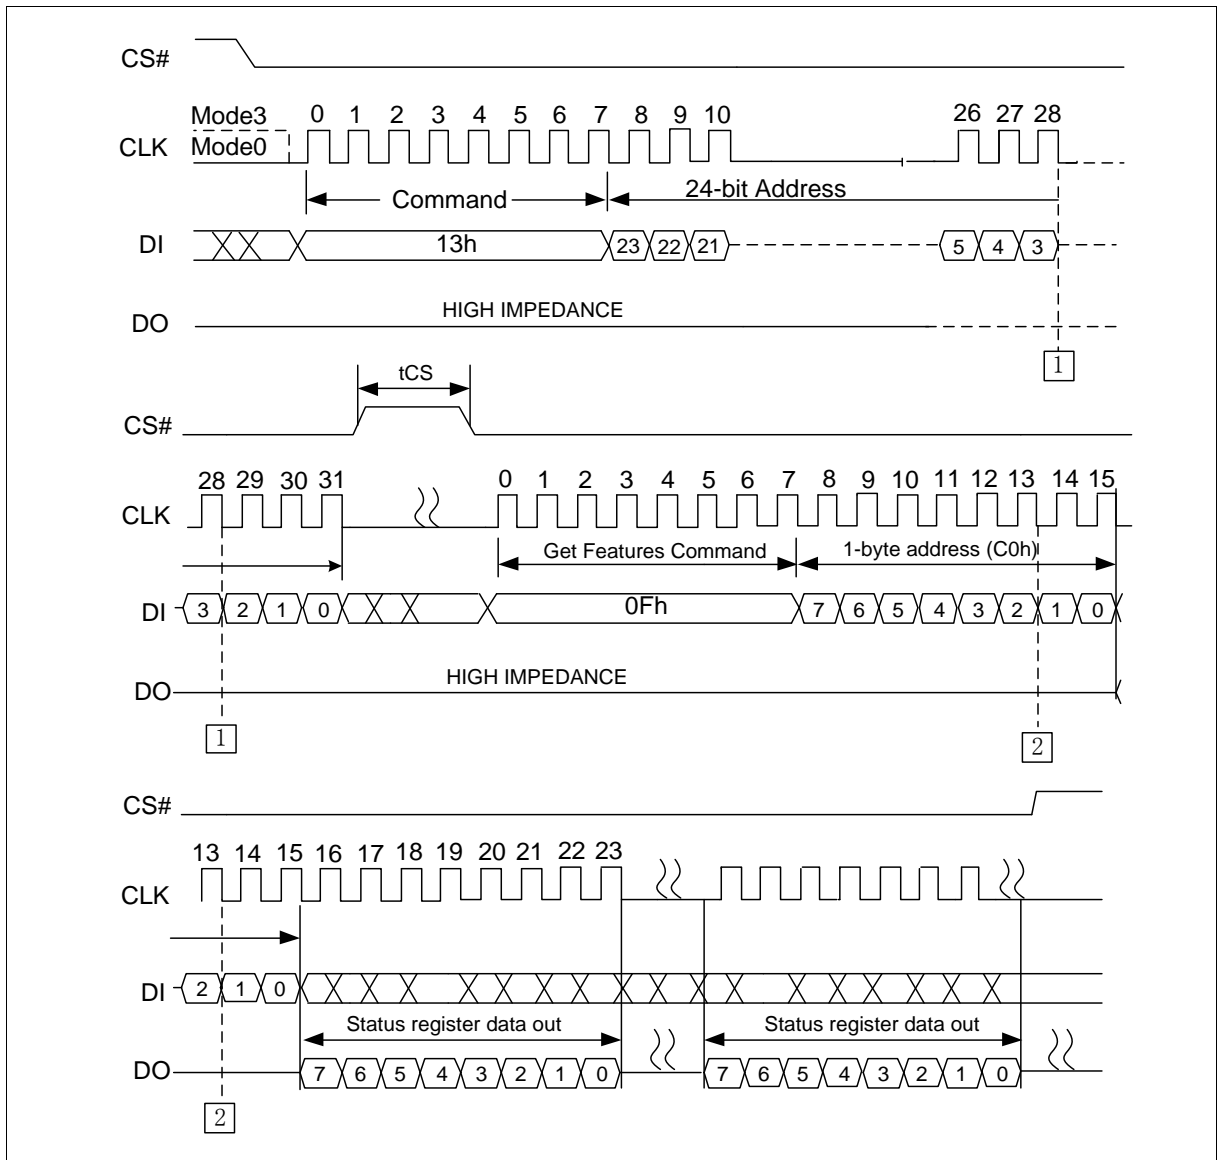 CS#
Mode3 0 1 2 3 4 5 6 7 8 9 10 26 27 28
CLK Mode0
Command 24-bit Address
DI 13h 23 22 21 5 4 3
HIGH IMPEDANCE
DO
1
tCS
CS#
28 29 30 31 0 1 2 3 4 5 6 7 8 9 10 11 12 13 14 15
CLK
Get Features Command 1-byte address (C0h)
DI 3 2 1 0 0Fh 7 6 5 4 3 2 1 0
HIGH IMPEDANCE
DO
1 2
CS#
13 14 15 16 17 18 19 20 21 22 23
CLK
DI 2 1 0
Status register data out Status register data out
DO 7 6 5 4 3 2 1 0 7 6 5 4 3 2 1 0
2